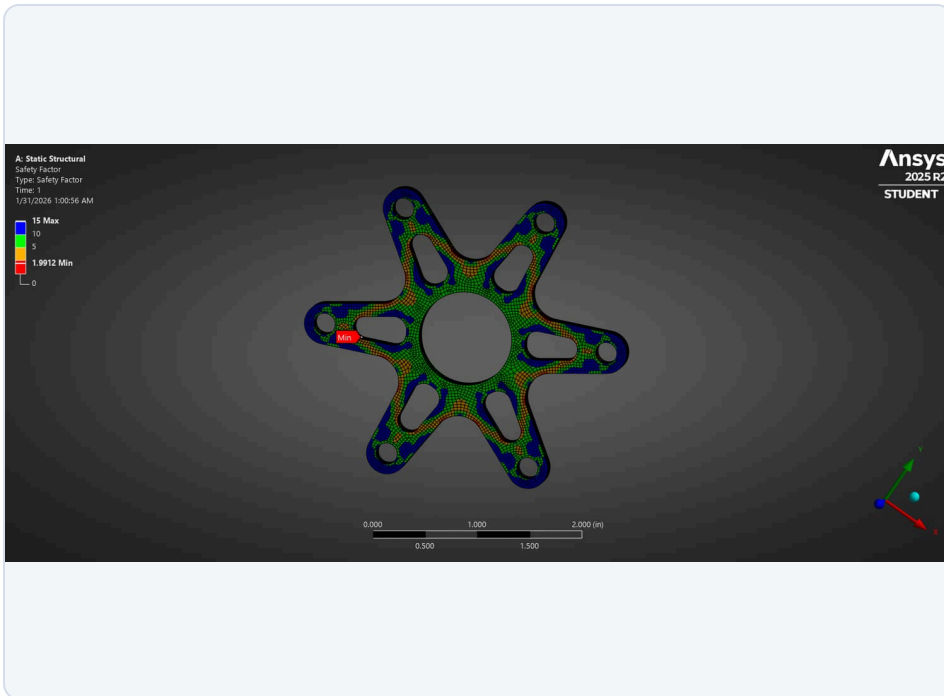 A: Static Structural
Safety Factor
Type: Safety Factor
Time: 1
1/31/2026 1:00:56 AM
15 Max
10
5
1.9912 Min
0
Ansys
2025 R2
STUDENT
Min
Y
X
0.000 1.000 2.000 (in)
0.500 1.500